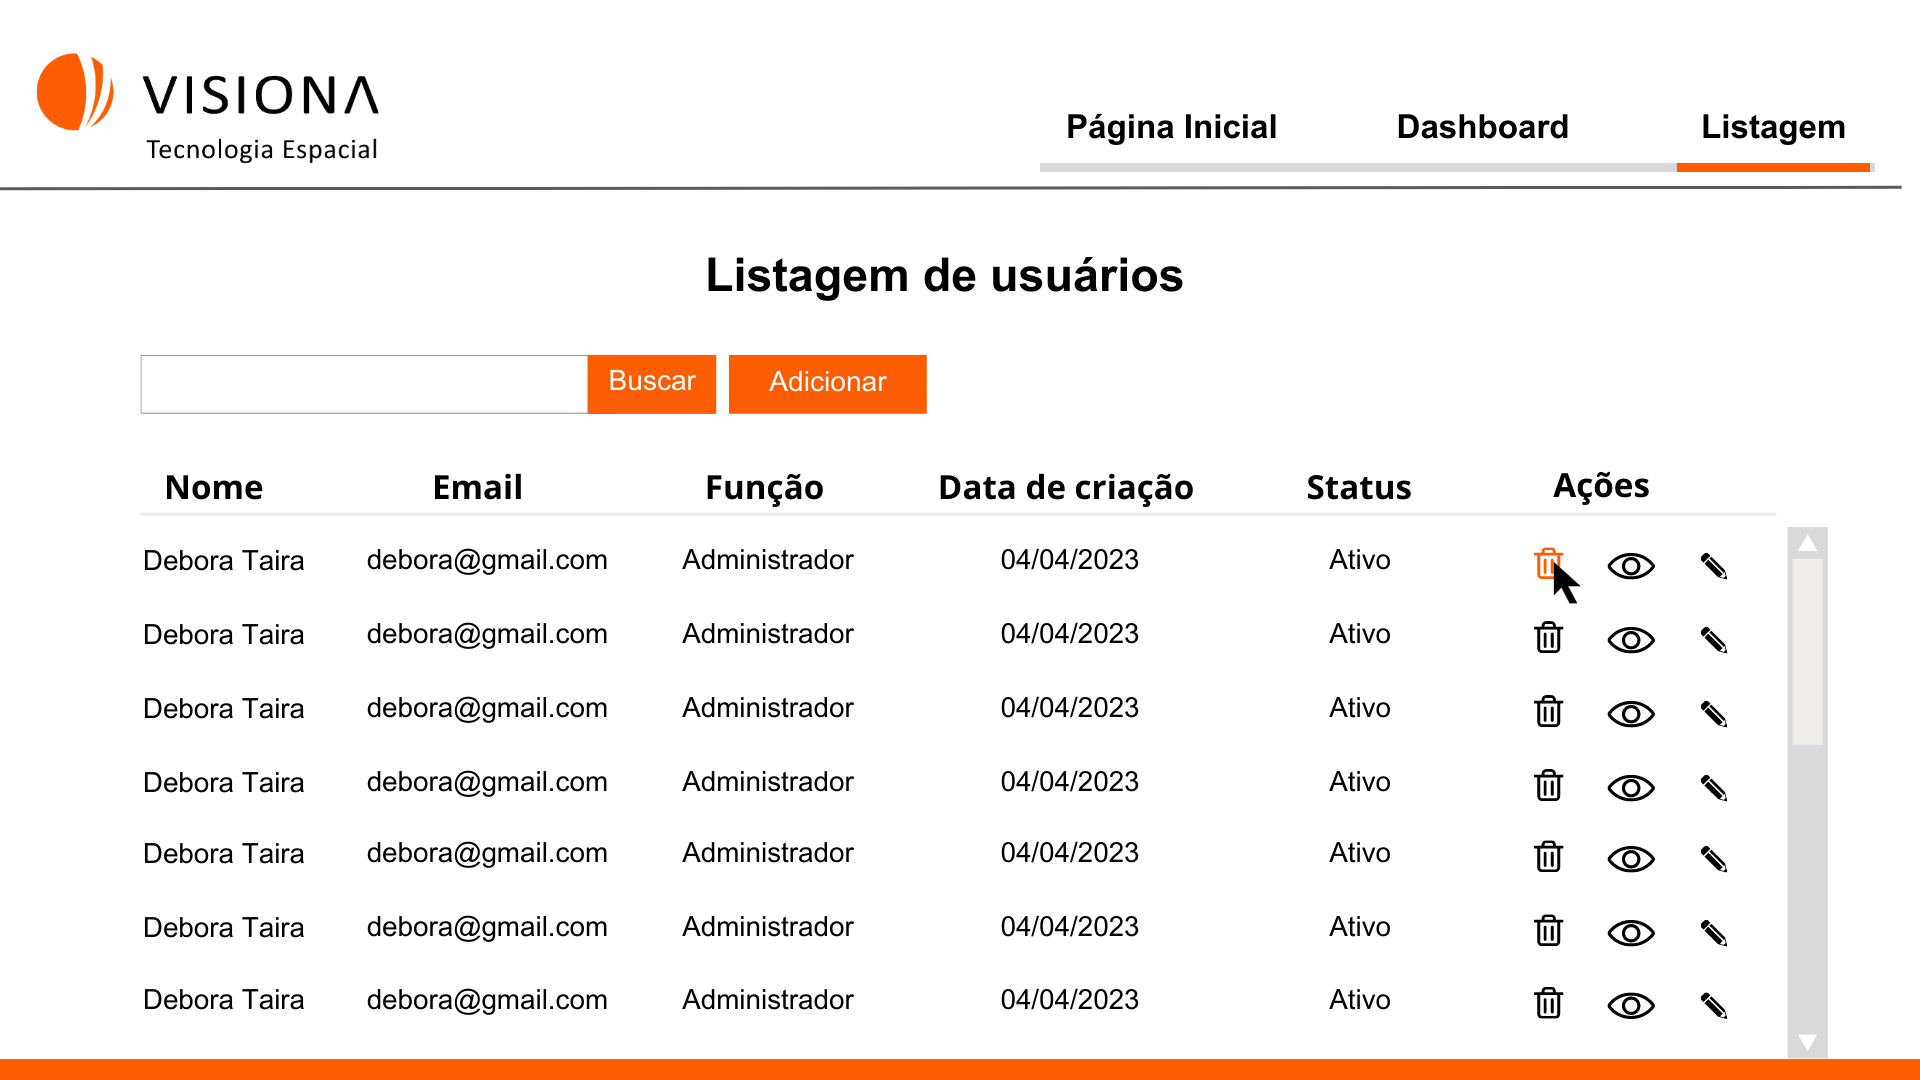 VISIONA
Tecnologia Espacial
Página Inicial Dashboard Listagem
Listagem de usuários
Buscar Adicionar
Nome Email Função Data de criação Status Ações
Debora Taira debora@gmail.com Administrador 04/04/2023 Ativo
Debora Taira debora@gmail.com Administrador 04/04/2023 Ativo
Debora Taira debora@gmail.com Administrador 04/04/2023 Ativo
Debora Taira debora@gmail.com Administrador 04/04/2023 Ativo
Debora Taira debora@gmail.com Administrador 04/04/2023 Ativo
Debora Taira debora@gmail.com Administrador 04/04/2023 Ativo
Debora Taira debora@gmail.com Administrador 04/04/2023 Ativo